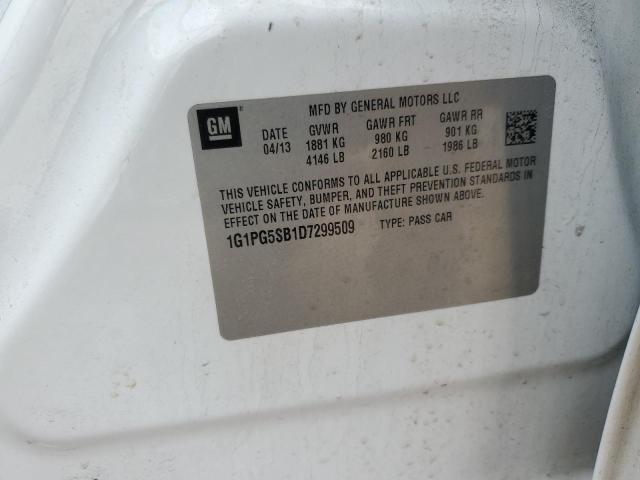 GM
MFD BY GENERAL MOTORS LLC
DATE GVWR GAWR FRT GAWR RR
04/13 1881 KG 980 KG 901 KG
4146 LB 2160 LB 1986 LB
THIS VEHICLE CONFORMS TO ALL APPLICABLE U.S. FEDERAL MOTOR
VEHICLE SAFETY, BUMPER, AND THEFT PREVENTION STANDARDS IN
EFFECT ON THE DATE OF MANUFACTURE SHOWN ABOVE.
1G1PG5SB1D7299509 TYPE: PASS CAR